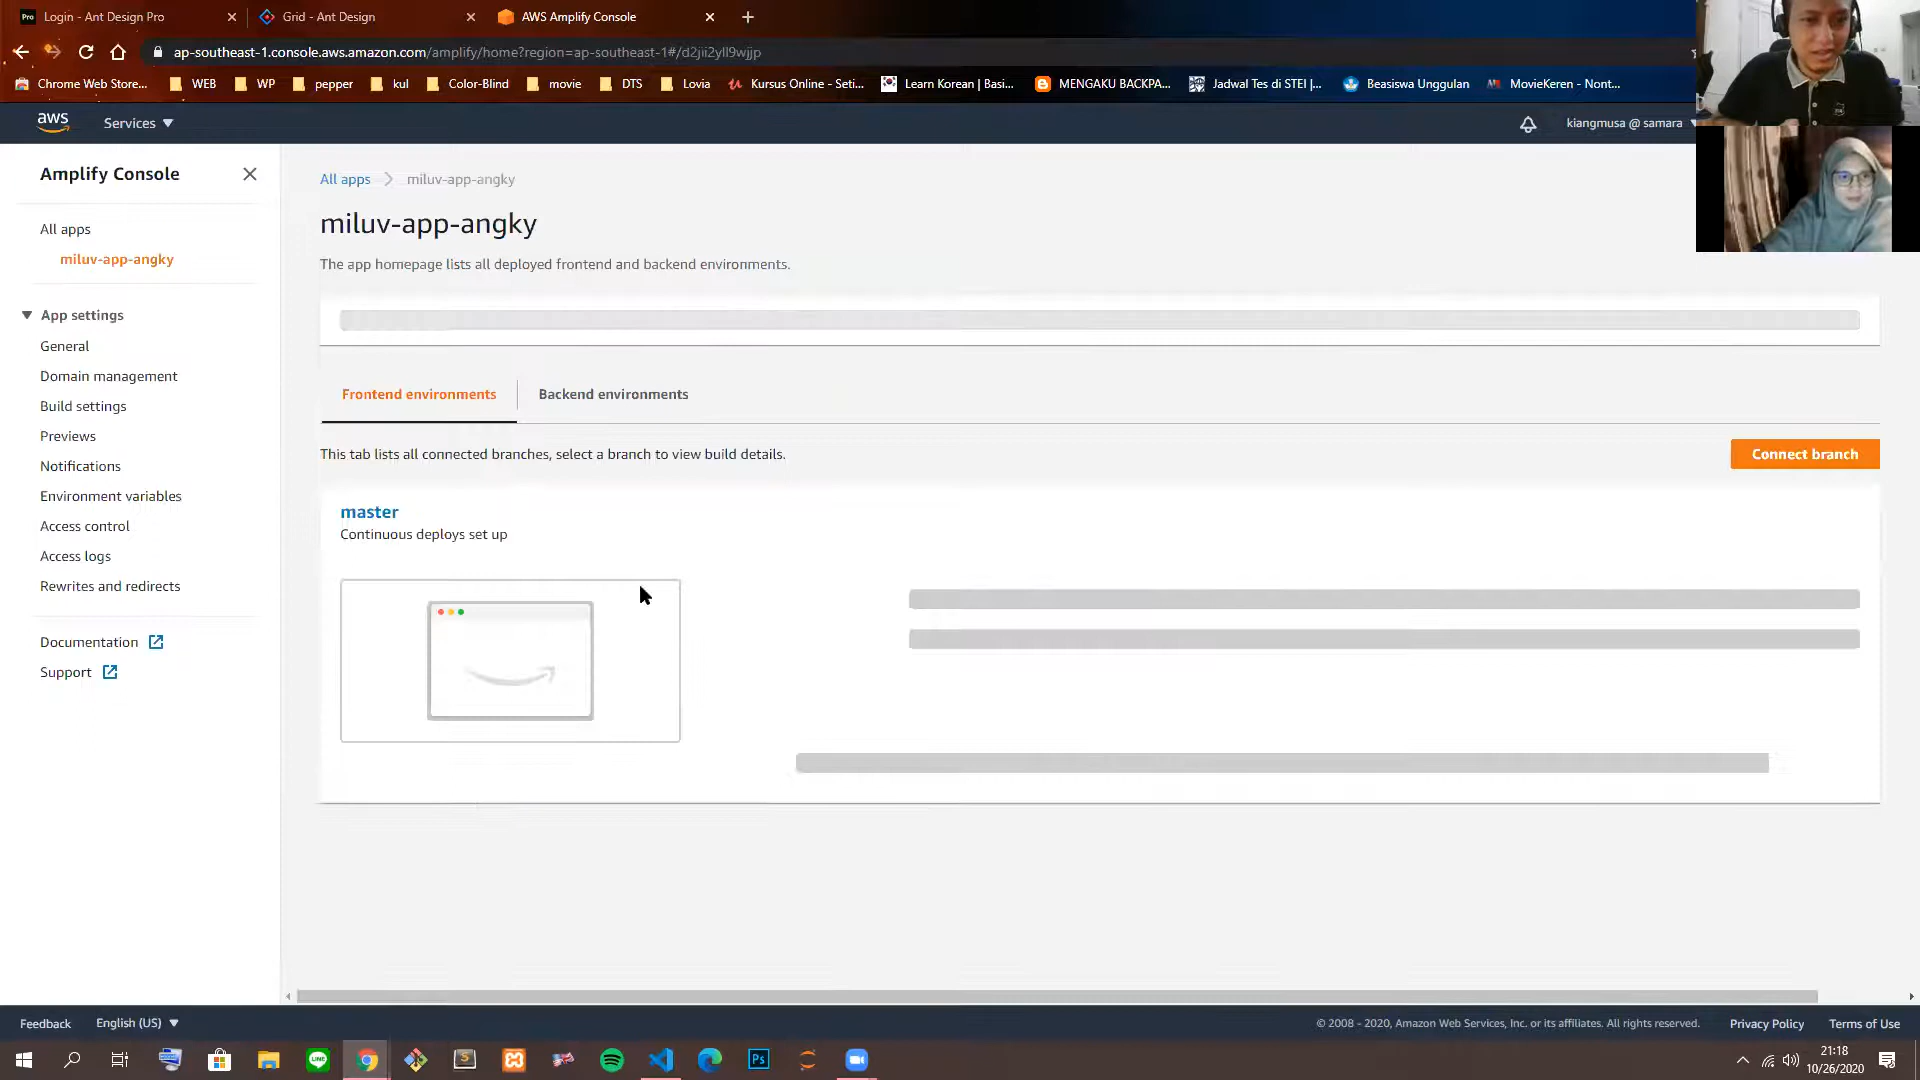 Pro Login - Ant Design Pro
Grid - Ant Design
AWS Amplify Console
ap-southeast-1.console.aws.amazon.com/amplify/home?region=ap-southeast-1#/d2jii2yll9wjjp
Chrome Web Store...
WEB
WP
pepper
kul
Color-Blind
movie
DTS
Lovia
Kursus Online - Seti...
Learn Korean | Basi...
MENGAKU BACKPA...
Jadwal Tes di STEI |...
Beasiswa Unggulan
MovieKeren - Nont...
aws
Services
kiangmusa @ samara
Amplify Console
All apps
miluv-app-angky
App settings
General
Domain management
Build settings
Previews
Notifications
Environment variables
Access control
Access logs
Rewrites and redirects
Documentation
Support
All apps
miluv-app-angky
miluv-app-angky
The app homepage lists all deployed frontend and backend environments.
Frontend environments
Backend environments
This tab lists all connected branches, select a branch to view build details.
Connect branch
master
Continuous deploys set up
Feedback
English (US)
© 2008 - 2020, Amazon Web Services, Inc. or its affiliates. All rights reserved.
Privacy Policy
Terms of Use
LINE
S
Ps
21:18
10/26/2020